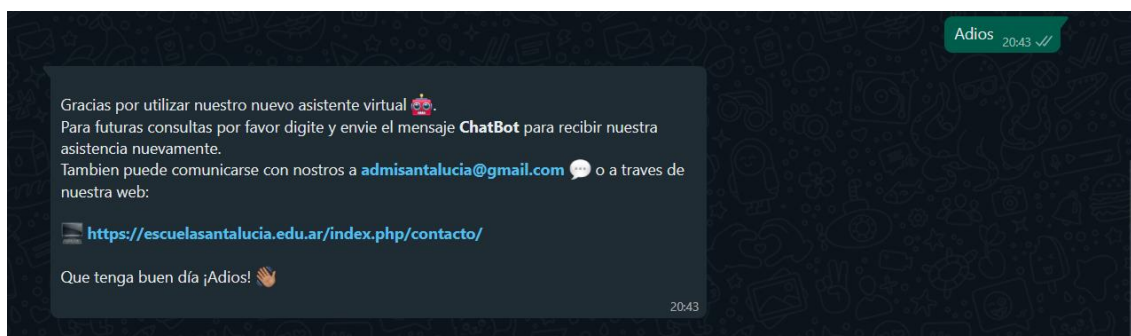 Adios 20:43
Gracias por utilizar nuestro nuevo asistente virtual 🤖.
Para futuras consultas por favor digite y envie el mensaje ChatBot para recibir nuestra
asistencia nuevamente.
Tambien puede comunicarse con nostros a admisantalucia@gmail.com 💬 o a traves de
nuestra web:
💻 https://escuelasantalucia.edu.ar/index.php/contacto/
Que tenga buen día ¡Adios! 👋🏽
20:43